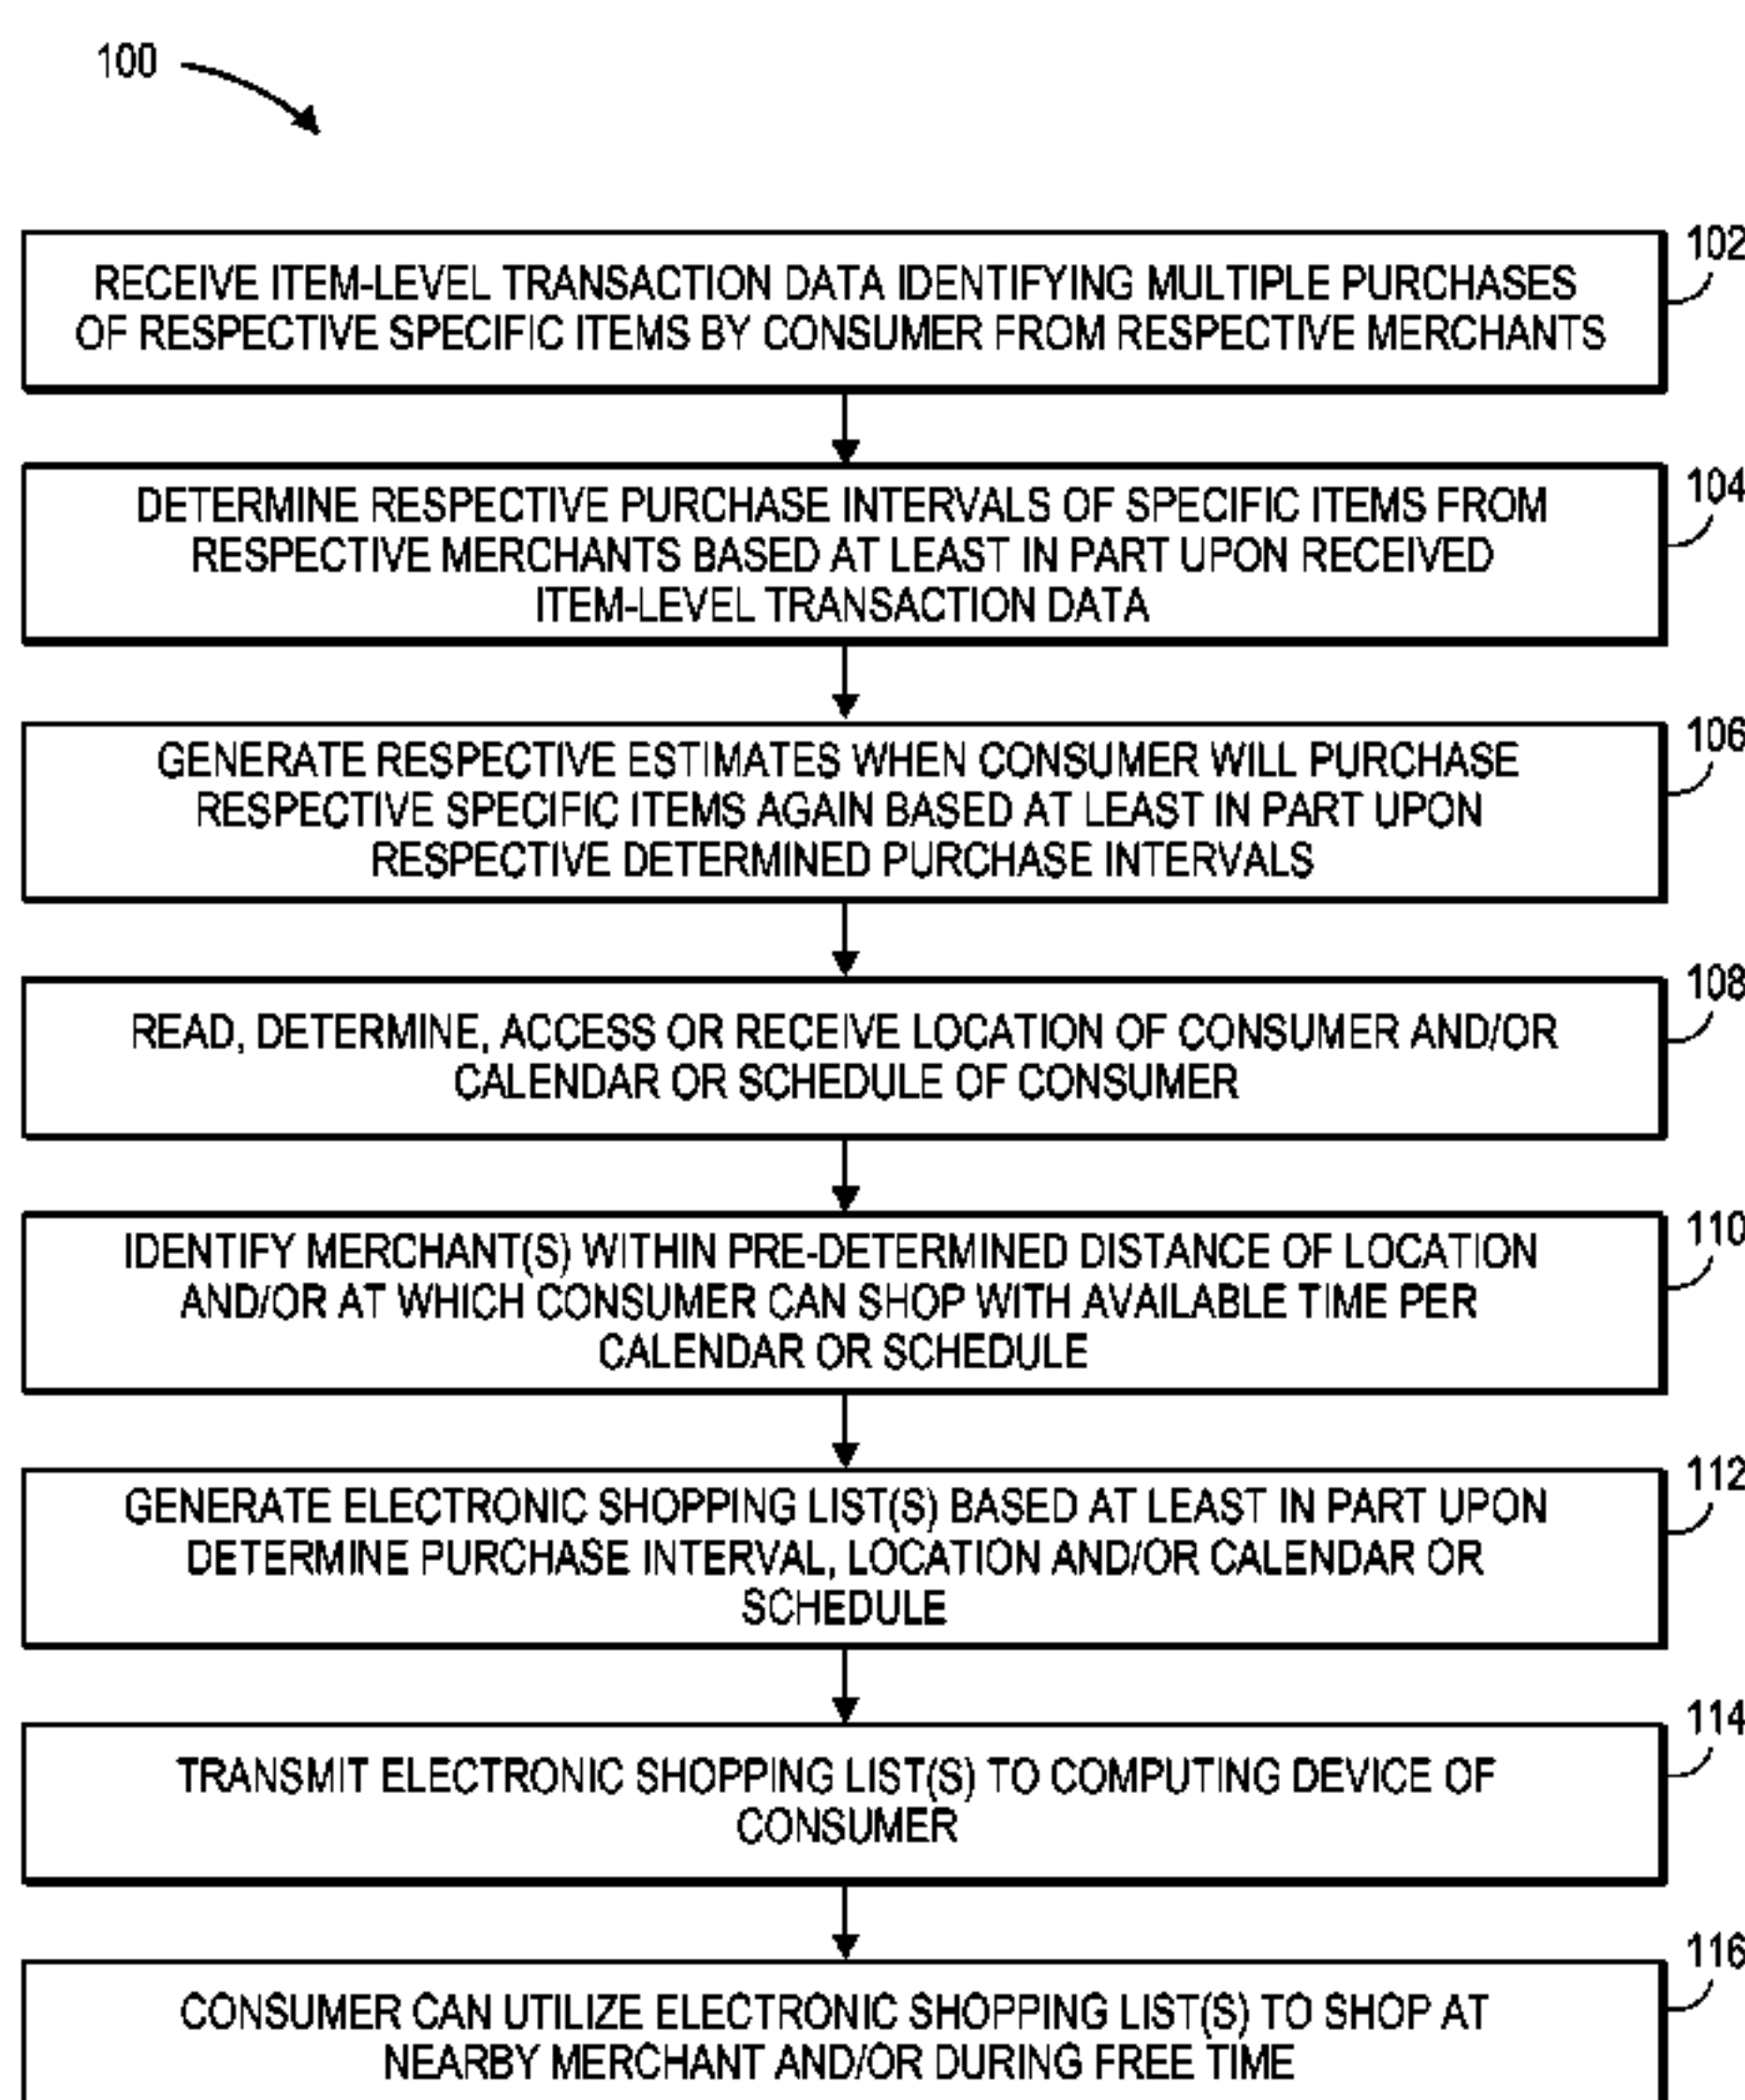 100
102
RECEIVE ITEM-LEVEL TRANSACTION DATA IDENTIFYING MULTIPLE PURCHASES
OF RESPECTIVE SPECIFIC ITEMS BY CONSUMER FROM RESPECTIVE MERCHANTS
104
DETERMINE RESPECTIVE PURCHASE INTERVALS OF SPECIFIC ITEMS FROM
RESPECTIVE MERCHANTS BASED AT LEAST IN PART UPON RECEIVED
ITEM-LEVEL TRANSACTION DATA
106
GENERATE RESPECTIVE ESTIMATES WHEN CONSUMER WILL PURCHASE
RESPECTIVE SPECIFIC ITEMS AGAIN BASED AT LEAST IN PART UPON
RESPECTIVE DETERMINED PURCHASE INTERVALS
108
READ, DETERMINE, ACCESS OR RECEIVE LOCATION OF CONSUMER AND/OR
CALENDAR OR SCHEDULE OF CONSUMER
110
IDENTIFY MERCHANT(S) WITHIN PRE-DETERMINED DISTANCE OF LOCATION
AND/OR AT WHICH CONSUMER CAN SHOP WITH AVAILABLE TIME PER
CALENDAR OR SCHEDULE
112
GENERATE ELECTRONIC SHOPPING LIST(S) BASED AT LEAST IN PART UPON
DETERMINE PURCHASE INTERVAL, LOCATION AND/OR CALENDAR OR
SCHEDULE
114
TRANSMIT ELECTRONIC SHOPPING LIST(S) TO COMPUTING DEVICE OF
CONSUMER
116
CONSUMER CAN UTILIZE ELECTRONIC SHOPPING LIST(S) TO SHOP AT
NEARBY MERCHANT AND/OR DURING FREE TIME